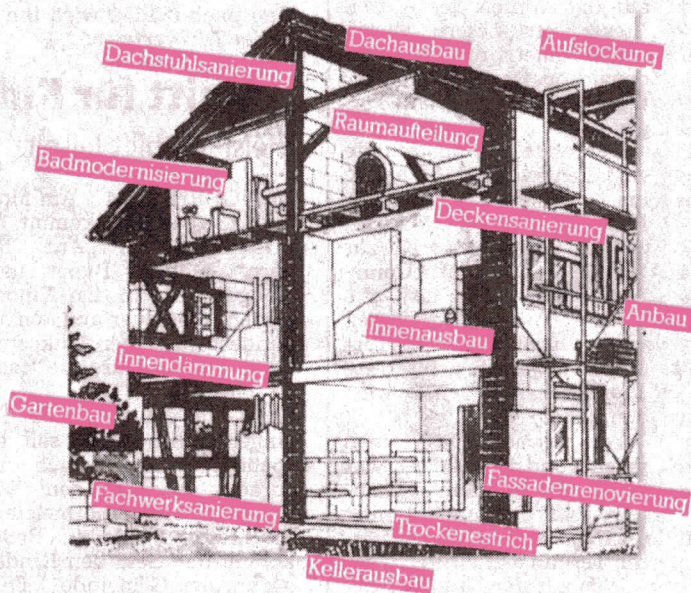 Dachausbau
Aufstockung
Dachstuhlsanierung
Raumaufteilung
Badmodernisierung
Deckensanierung
Anbau
Innenausbau
Innendämmung
Gartenbau
Fassadenrenovierung
Fachwerksanierung
Trockenestrich
Kellerausbau